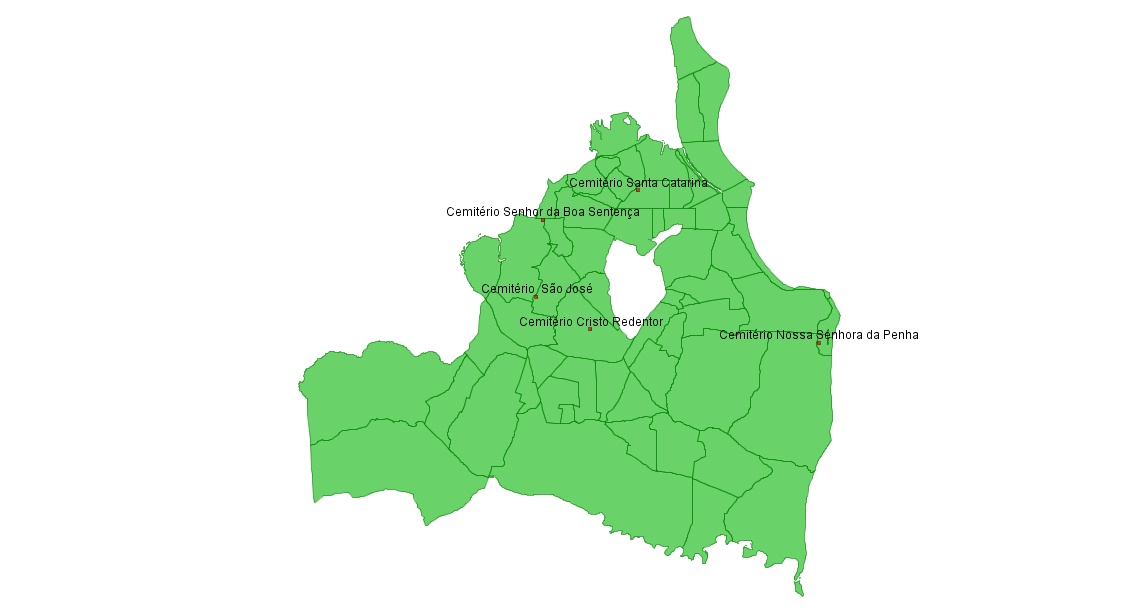 Cemitério Santa Catarina
Cemitério Senhor da Boa Sentença
Cemitério São José
Cemitério Cristo Redentor
Cemitério Nossa Senhora da Penha